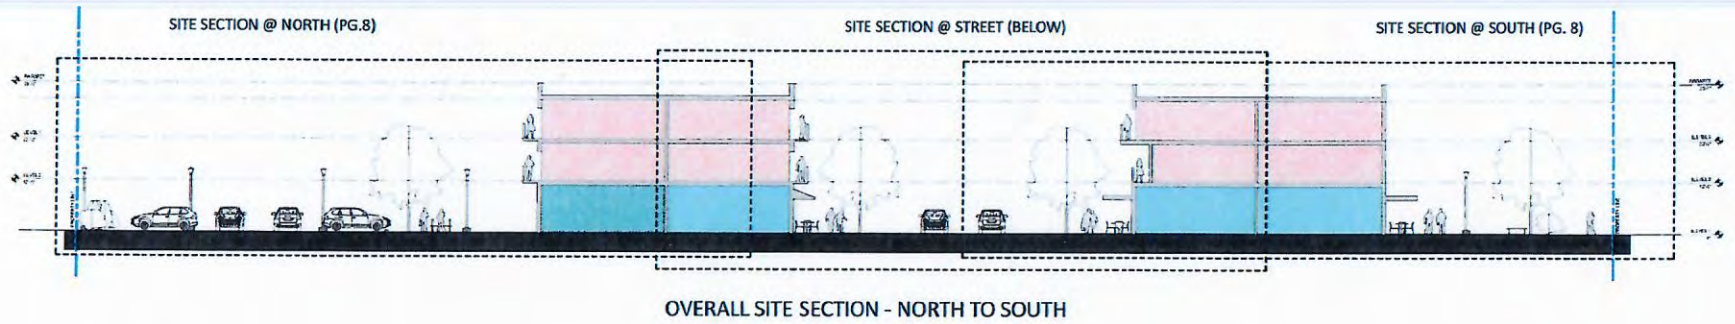 SITE SECTION @ NORTH (PG.8)
SITE SECTION @ STREET (BELOW)
SITE SECTION @ SOUTH (PG. 8)
OVERALL SITE SECTION - NORTH TO SOUTH